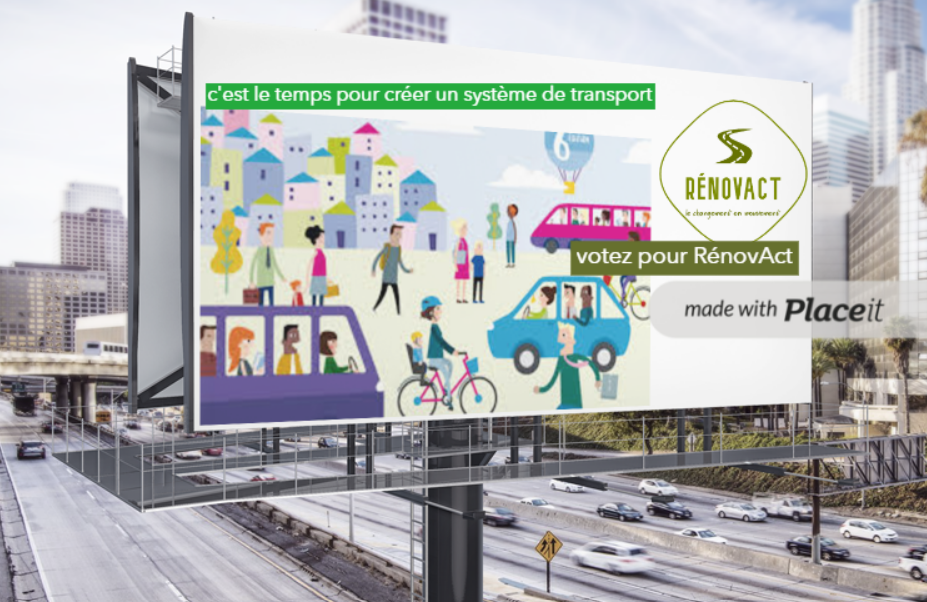 c'est le temps pour créer un système de transport
6
RÉNOVACT
le changement en mouvement
votez pour RénovAct
made with Placeit